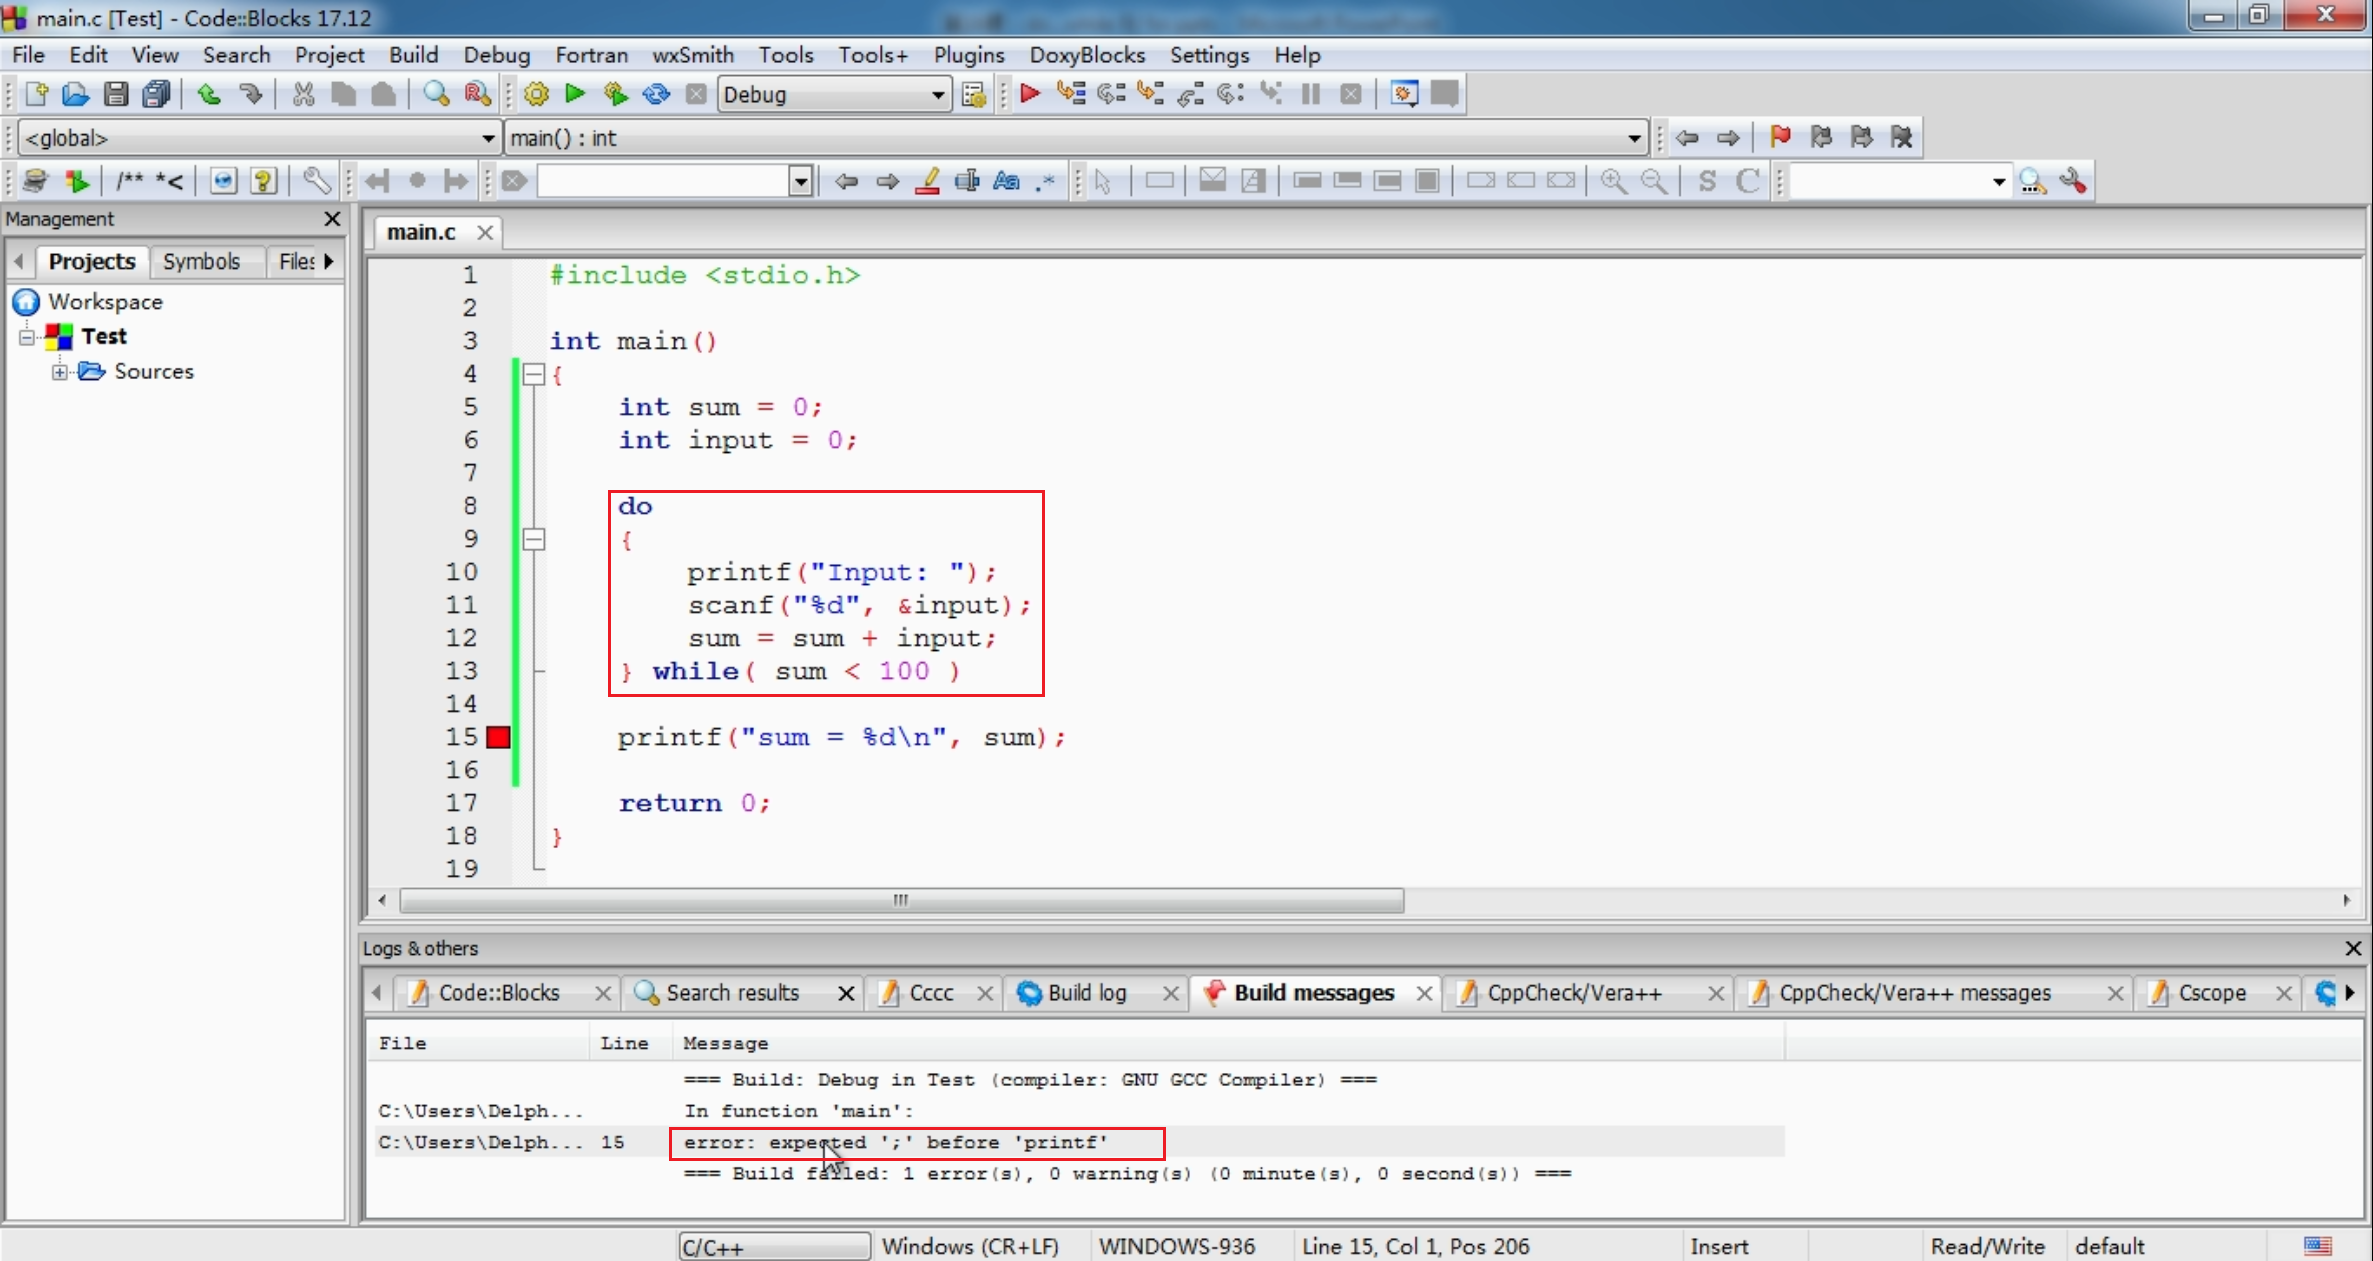 main.c [Test] - Code::Blocks 17.12
File Edit View Search Project Build Debug Fortran wxSmith Tools Tools+ Plugins DoxyBlocks Settings Help
Debug
<global> main() : int
/** *<
S C
Management
Projects Symbols Files
Workspace
Test
Sources
main.c
1 #include <stdio.h>
2
3 int main()
4 {
5 int sum = 0;
6 int input = 0;
7
8 do
9 {
10 printf("Input: ");
11 scanf("%d", &input);
12 sum = sum + input;
13 } while( sum < 100 )
14
15 printf("sum = %d\n", sum);
16
17 return 0;
18 }
19
Logs & others
Code::Blocks Search results Cccc Build log Build messages CppCheck/Vera++ CppCheck/Vera++ messages Cscope
File Line Message
=== Build: Debug in Test (compiler: GNU GCC Compiler) ===
C:\Users\Delph... In function 'main':
C:\Users\Delph... 15 error: expected ';' before 'printf'
=== Build failed: 1 error(s), 0 warning(s) (0 minute(s), 0 second(s)) ===
C/C++ Windows (CR+LF) WINDOWS-936 Line 15, Col 1, Pos 206 Insert Read/Write default